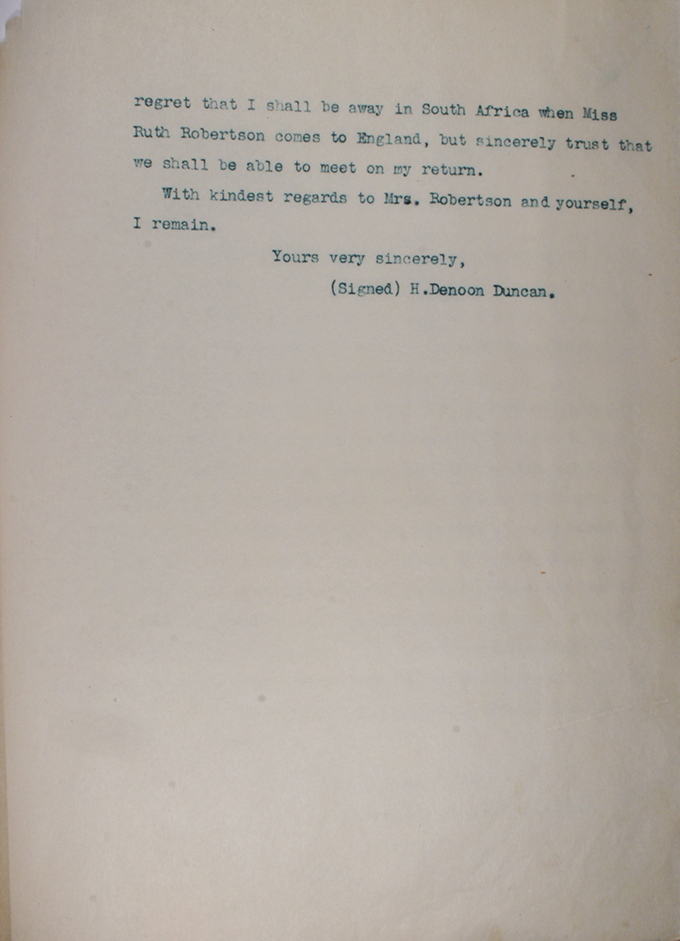 regret that I shall be away in South Africa when Miss
Ruth Robertson comes to England, but sincerely trust that
we shall be able to meet on my return.
With kindest regards to Mrs. Robertson and yourself,
I remain.
Yours very sincerely,
(Signed) H.Denoon Duncan.